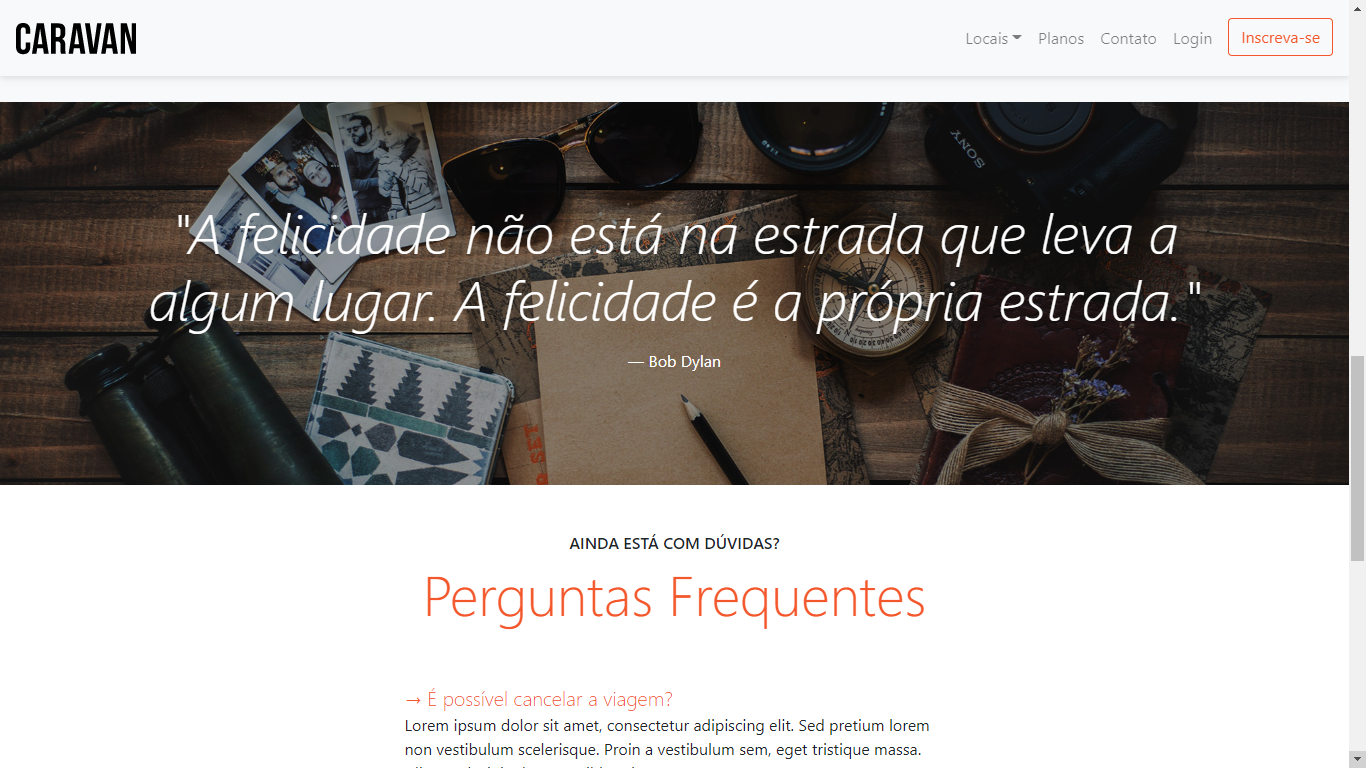 CARAVAN
Locais Planos Contato Login Inscreva-se
SONY
"A felicidade não está na estrada que leva a
algum lugar. A felicidade é a própria estrada."
— Bob Dylan
AINDA ESTÁ COM DÚVIDAS?
Perguntas Frequentes
→ É possível cancelar a viagem?
Lorem ipsum dolor sit amet, consectetur adipiscing elit. Sed pretium lorem
non vestibulum scelerisque. Proin a vestibulum sem, eget tristique massa.